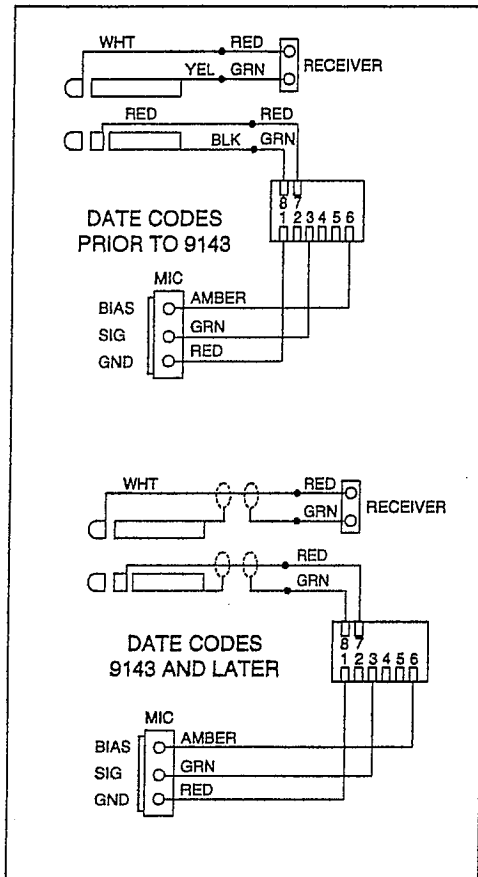 WHT RED
YEL GRN RECEIVER
RED RED
BLK GRN
8 7
1 2 3 4 5 6
DATE CODES
PRIOR TO 9143
MIC
BIAS AMBER
SIG GRN
GND RED
WHT RED
GRN RECEIVER
RED
GRN
8 7
1 2 3 4 5 6
DATE CODES
9143 AND LATER
MIC
BIAS AMBER
SIG GRN
GND RED